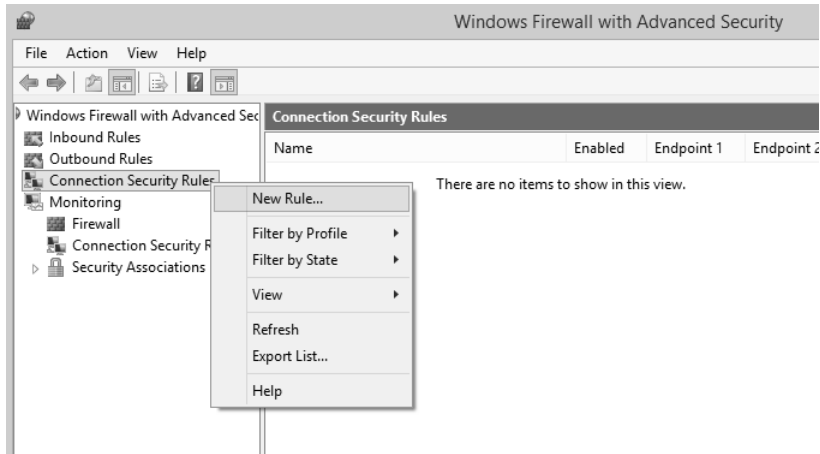 Windows Firewall with Advanced Security
File Action View Help
Windows Firewall with Advanced Sec
Inbound Rules
Outbound Rules
Connection Security Rules
Monitoring
Firewall
Connection Security R
Security Associations
Connection Security Rules
Name Enabled Endpoint 1 Endpoint 2
There are no items to show in this view.
New Rule...
Filter by Profile
Filter by State
View
Refresh
Export List...
Help